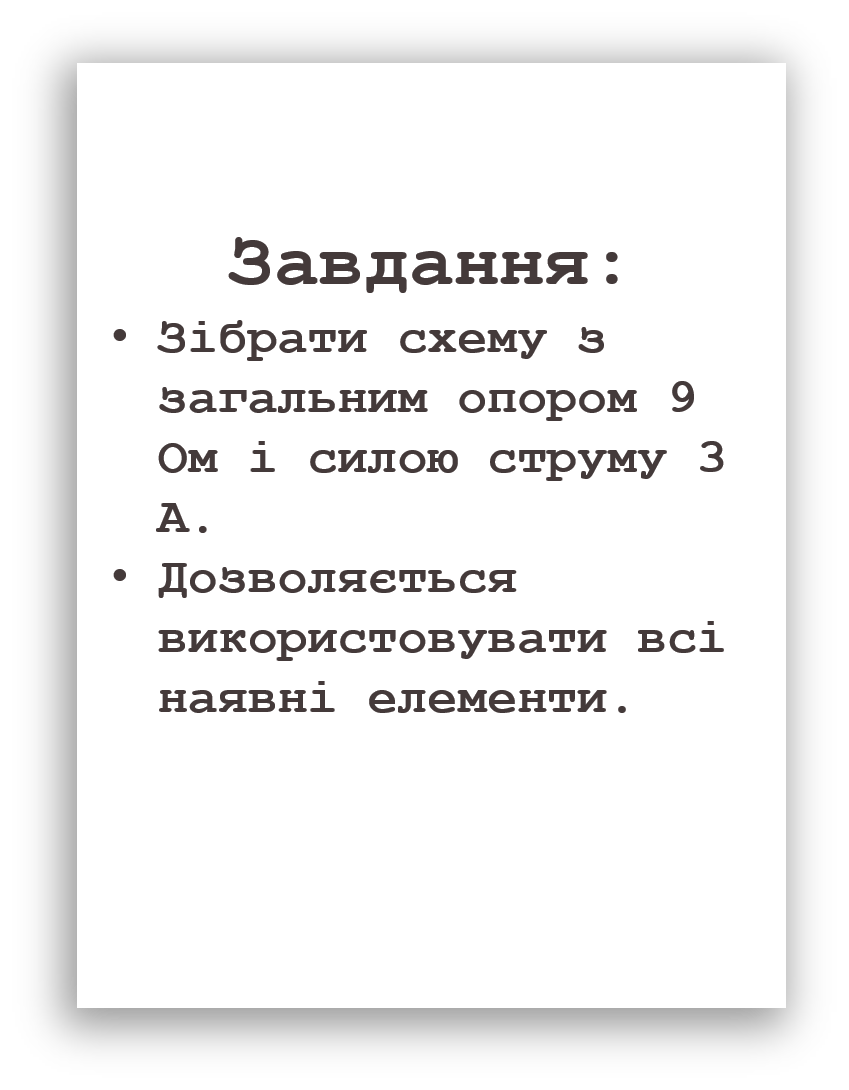 Завдання:
• Зібрати схему з
загальним опором 9
Ом і силою струму 3
А.
• Дозволяється
використовувати всі
наявні елементи.